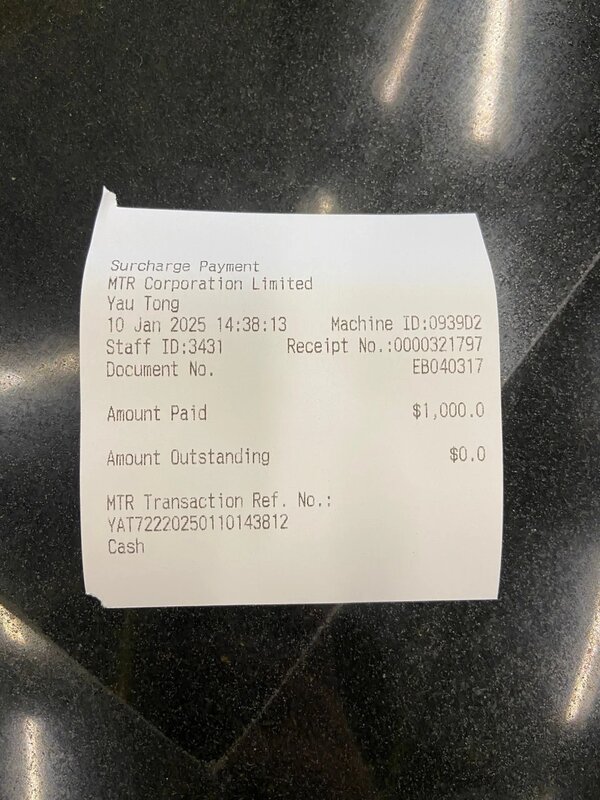 Surcharge Payment
MTR Corporation Limited
Yau Tong
10 Jan 2025 14:38:13 Machine ID:0939D2
Staff ID:3431 Receipt No.:0000321797
Document No. EB040317
Amount Paid $1,000.0
Amount Outstanding $0.0
MTR Transaction Ref. No.:
YAT72220250110143812
Cash